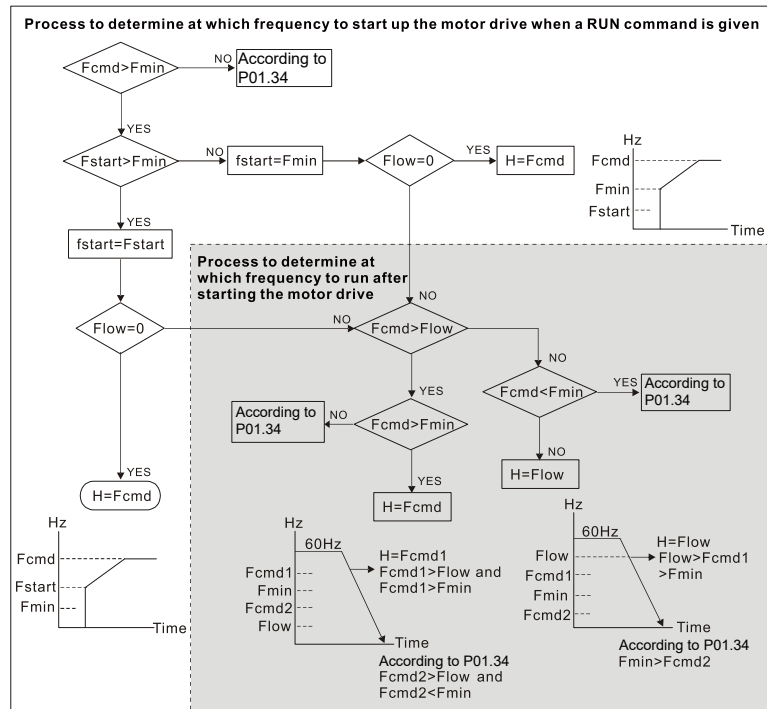 Process to determine at which frequency to start up the motor drive when a RUN command is given
Fcmd>Fmin
NO
According to
P01.34
YES
Fstart>Fmin
NO
fstart=Fmin
Flow=0
YES
H=Fcmd
Hz
Fcmd
Fmin
Fstart
Time
YES
fstart=Fstart
Process to determine at
which frequency to run after
starting the motor drive
NO
Flow=0
NO
Fcmd>Flow
NO
YES
Fcmd<Fmin
YES
According to
P01.34
According to
P01.34
NO
Fcmd>Fmin
NO
H=Flow
YES
H=Fcmd
YES
H=Fcmd
Hz
Fcmd
Fstart
Fmin
Time
Hz
60Hz
Fcmd1
Fmin
Fcmd2
Flow
H=Fcmd1
Fcmd1>Flow and
Fcmd1>Fmin
Time
According to P01.34
Fcmd2>Flow and
Fcmd2<Fmin
Hz
60Hz
Flow
Fcmd1
Fmin
Fcmd2
H=Flow
Flow>Fcmd1
>Fmin
Time
According to P01.34
Fmin>Fcmd2